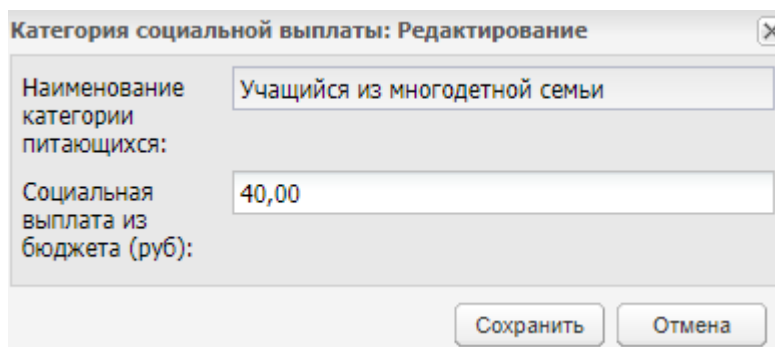 Категория социальной выплаты: Редактирование
Наименование категории питающихся:
Учащийся из многодетной семьи
Социальная выплата из бюджета (руб):
40,00
Сохранить
Отмена